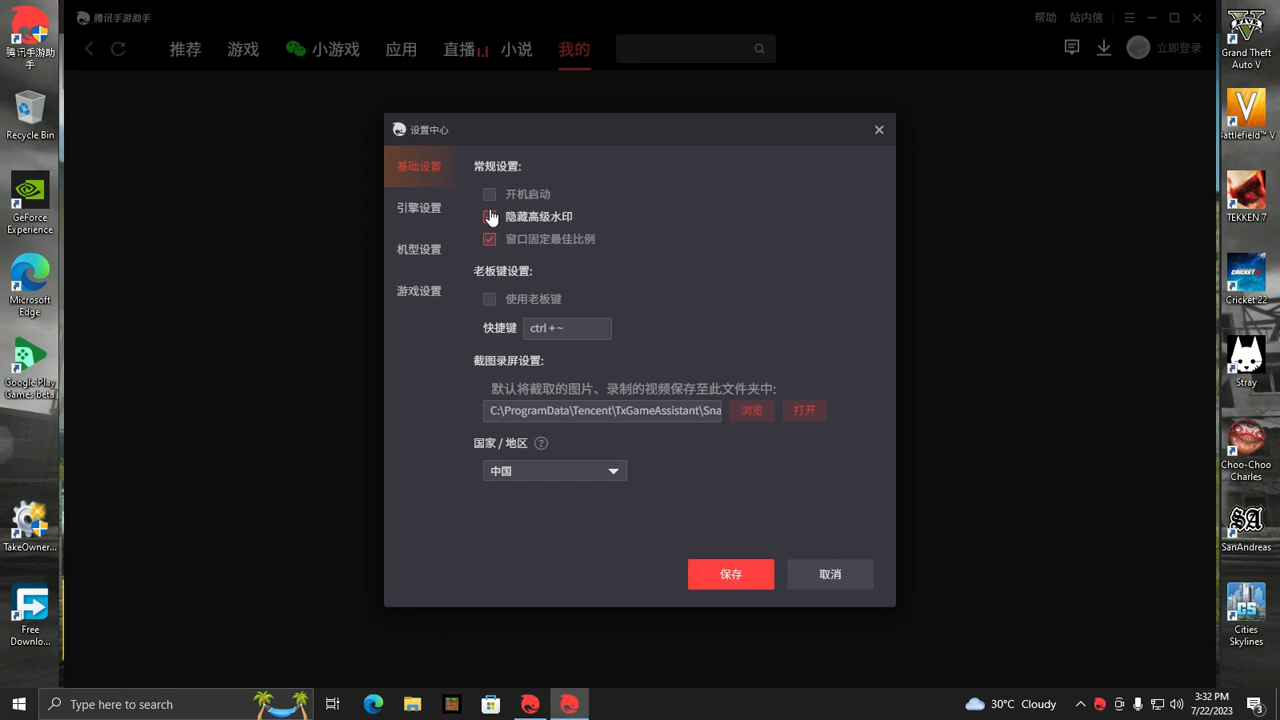 腾讯手游助手
帮助
站内信
推荐
游戏
小游戏
应用
直播
小说
我的
立即登录
设置中心
基础设置
引擎设置
机型设置
游戏设置
常规设置:
开机启动
隐藏高级水印
窗口固定最佳比例
老板键设置:
使用老板键
快捷键
ctrl + ~
截图录屏设置:
默认将截取的图片、录制的视频保存至此文件夹中:
C:\ProgramData\Tencent\TxGameAssistant\Sna
浏览
打开
国家 / 地区 ?
中国
保存
取消
腾讯手游助
手
Recycle Bin
GeForce
Experience
Microsoft
Edge
Google Play
Games beta
TakeOwner...
Free
Downlo...
Grand Theft
Auto V
Battlefield™ V
TEKKEN 7
CRICKET 22
Cricket 22
Stray
Choo-Choo
Charles
SA
SanAndreas
CS
Cities
Skylines
Type here to search
30°C Cloudy
3:32 PM
7/22/2023
3